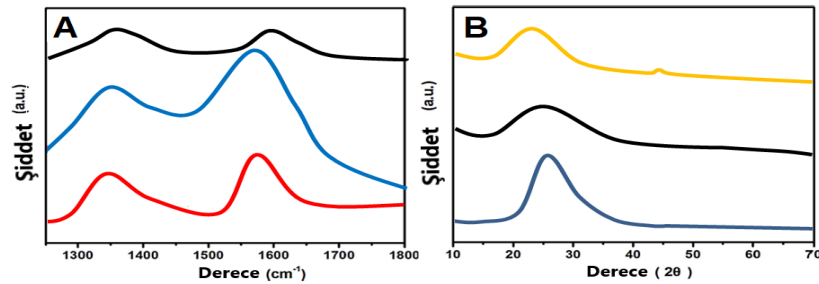 A
Şiddet (a.u.)
1300 1400 1500 1600 1700 1800
Derece (cm⁻¹)
B
Şiddet (a.u.)
10 20 30 40 50 60 70
Derece ( 2θ )